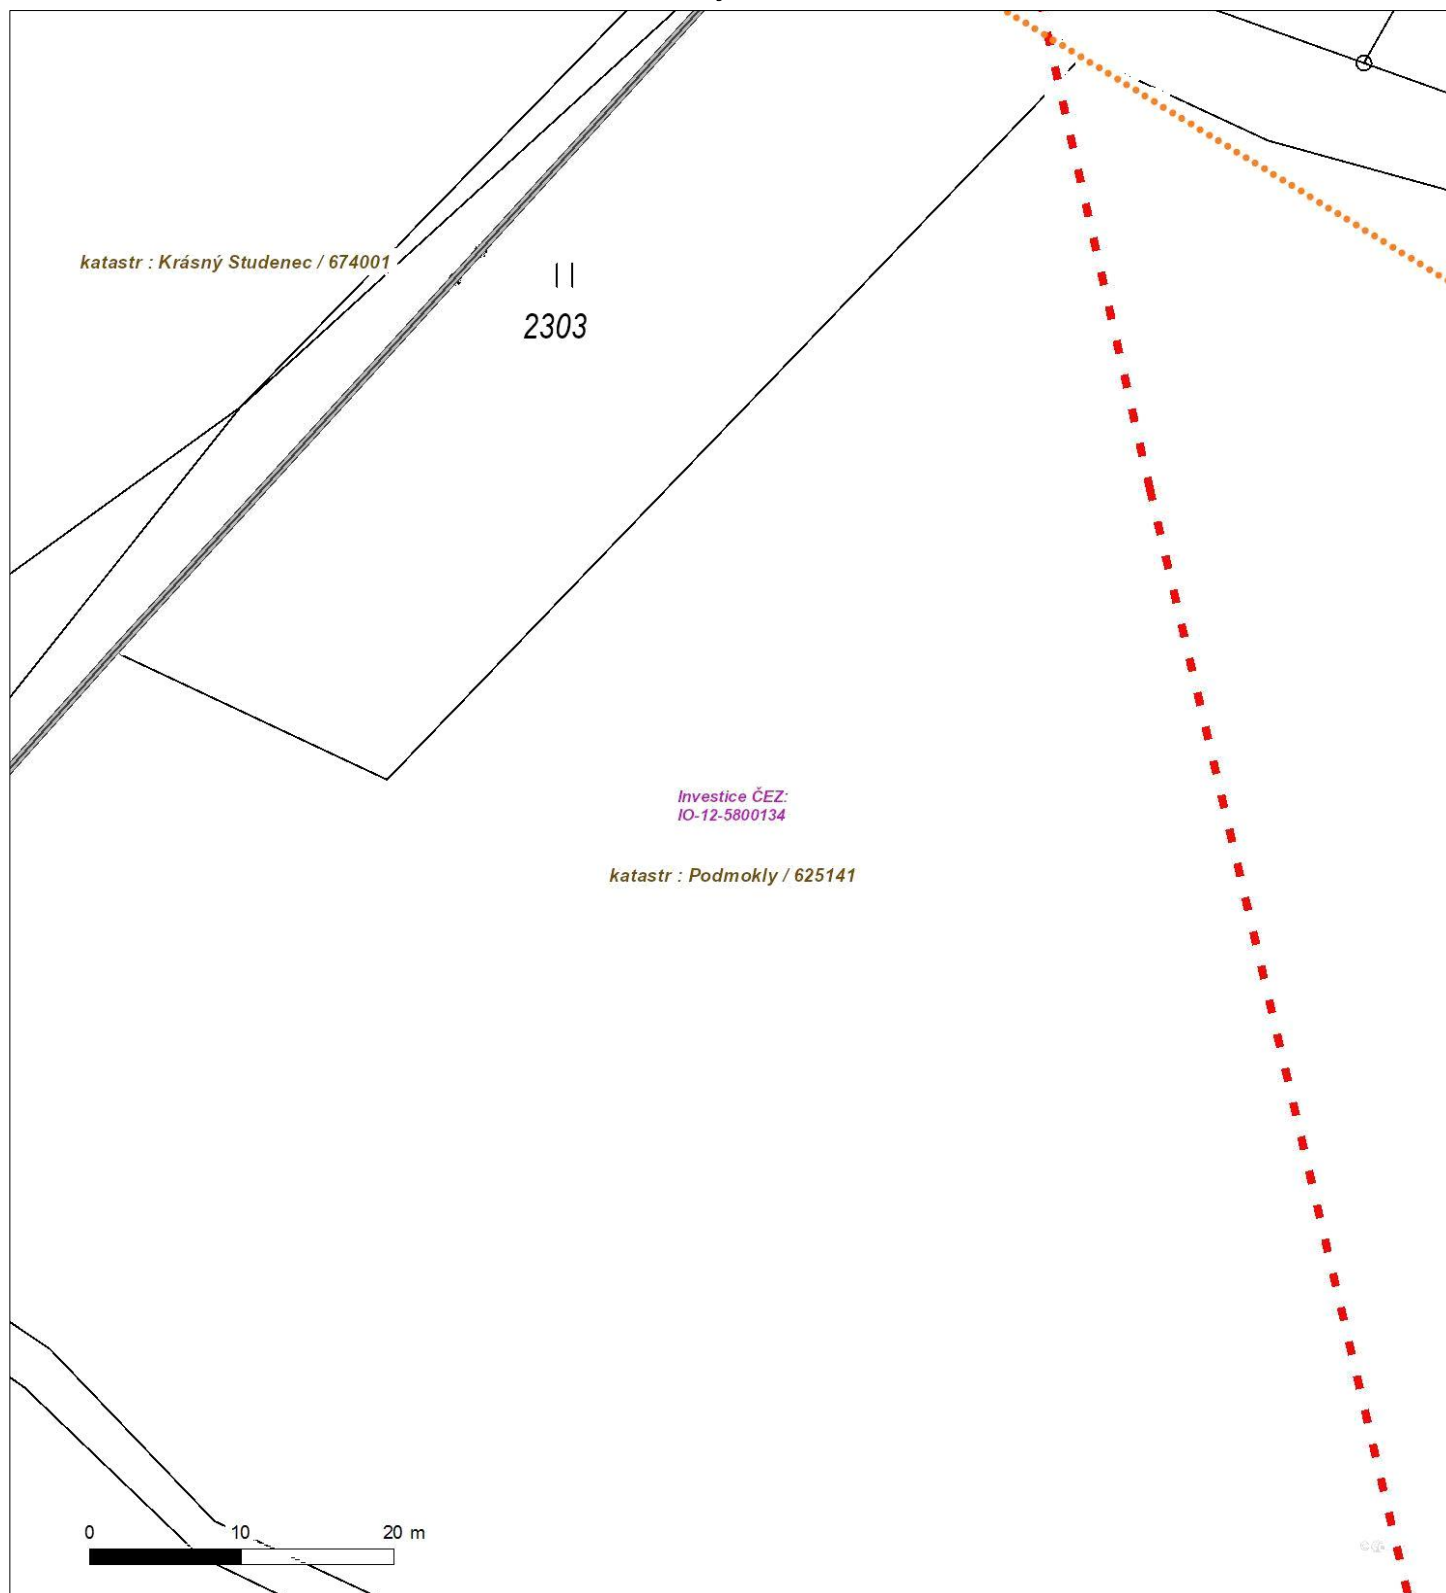 katastr : Krásný Studenec / 674001
2303
Investice ČEZ:
IO-12-5800134
katastr : Podmokly / 625141
0 10 20 m